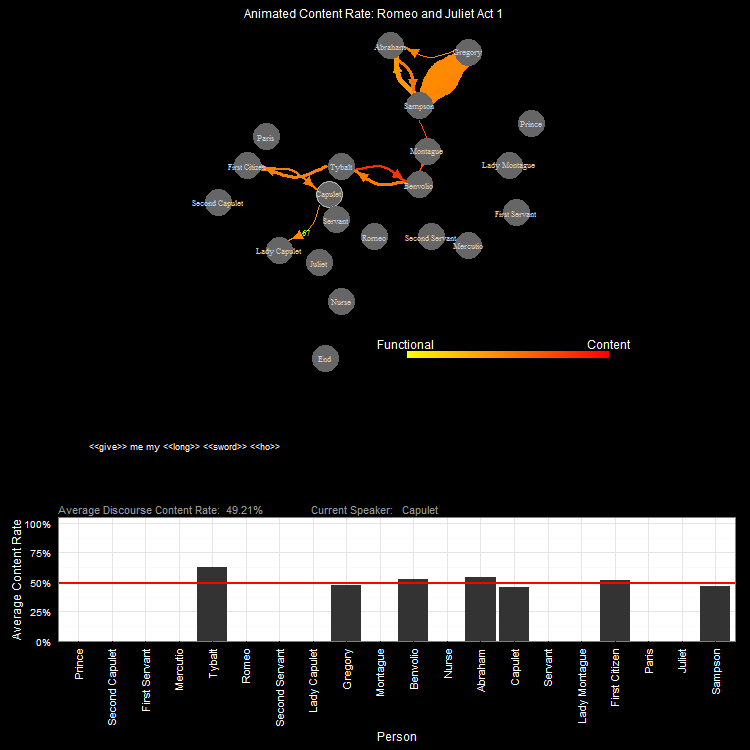 Animated Content Rate: Romeo and Juliet Act 1
Abraham
Gregory
Sampson
Prince
Paris
Montague
First Citizen
Tybalt
Lady Montague
Benvolio
Capulet
Second Capulet
First Servant
Servant
.67
Romeo
Second Servant
Mercutio
Lady Capulet
Juliet
Nurse
Functional Content
End
<<give>> me my <<long>> <<sword>> <<ho>>
Average Discourse Content Rate: 49.21% Current Speaker: Capulet
Average Content Rate
100%
75%
50%
25%
0%
Prince
Second Capulet
First Servant
Mercutio
Tybalt
Romeo
Second Servant
Lady Capulet
Gregory
Montague
Benvolio
Nurse
Abraham
Capulet
Servant
Lady Montague
First Citizen
Paris
Juliet
Sampson
Person